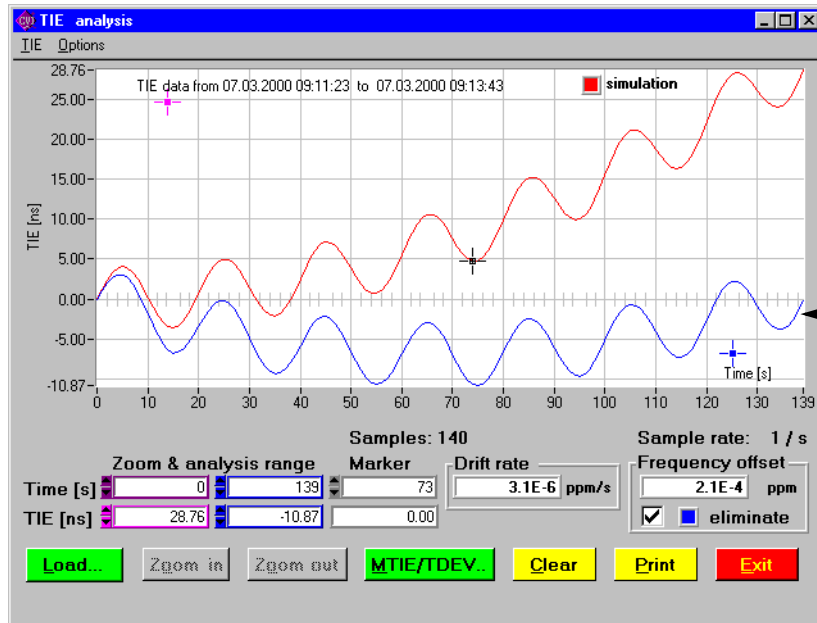 CVI TIE analysis
TIE Options
TIE data from 07.03.2000 09:11:23 to 07.03.2000 09:13:43
simulation
28.76
25.00
20.00
15.00
10.00
5.00
0.00
-5.00
-10.87
TIE [ns]
Time [s]
0 10 20 30 40 50 60 70 80 90 100 110 120 130 139
Samples: 140
Sample rate: 1 / s
Zoom & analysis range
Marker
Drift rate
Frequency offset
Time [s] 0 139 73
3.1E-6 ppm/s
2.1E-4 ppm
TIE [ns] 28.76 -10.87 0.00
eliminate
Load... Zoom in Zoom out MTIE/TDEV.. Clear Print Exit